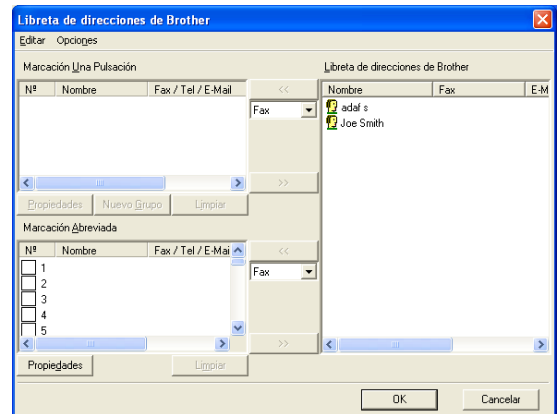 Libreta de direcciones de Brother
Editar Opciones
Marcación Una Pulsación
Nº Nombre Fax / Tel / E-Mail
<<
Fax
>>
Propiedades Nuevo Grupo Limpiar
Marcación Abreviada
Nº Nombre Fax / Tel / E-Mai
1
2
3
4
5
<<
Fax
>>
Propiedades Limpiar
Libreta de direcciones de Brother
Nombre Fax E-M
adaf s
Joe Smith
OK Cancelar